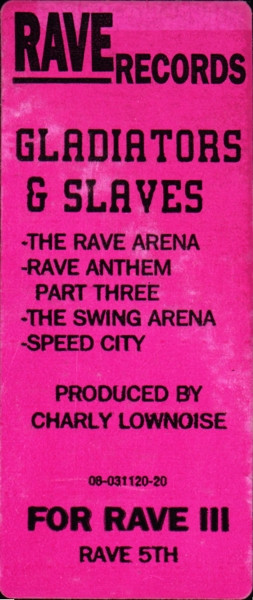 RAVE RECORDS
GLADIATORS
& SLAVES
-THE RAVE ARENA
-RAVE ANTHEM
PART THREE
-THE SWING ARENA
-SPEED CITY
PRODUCED BY
CHARLY LOWNOISE
08-031120-20
FOR RAVE III
RAVE 5TH